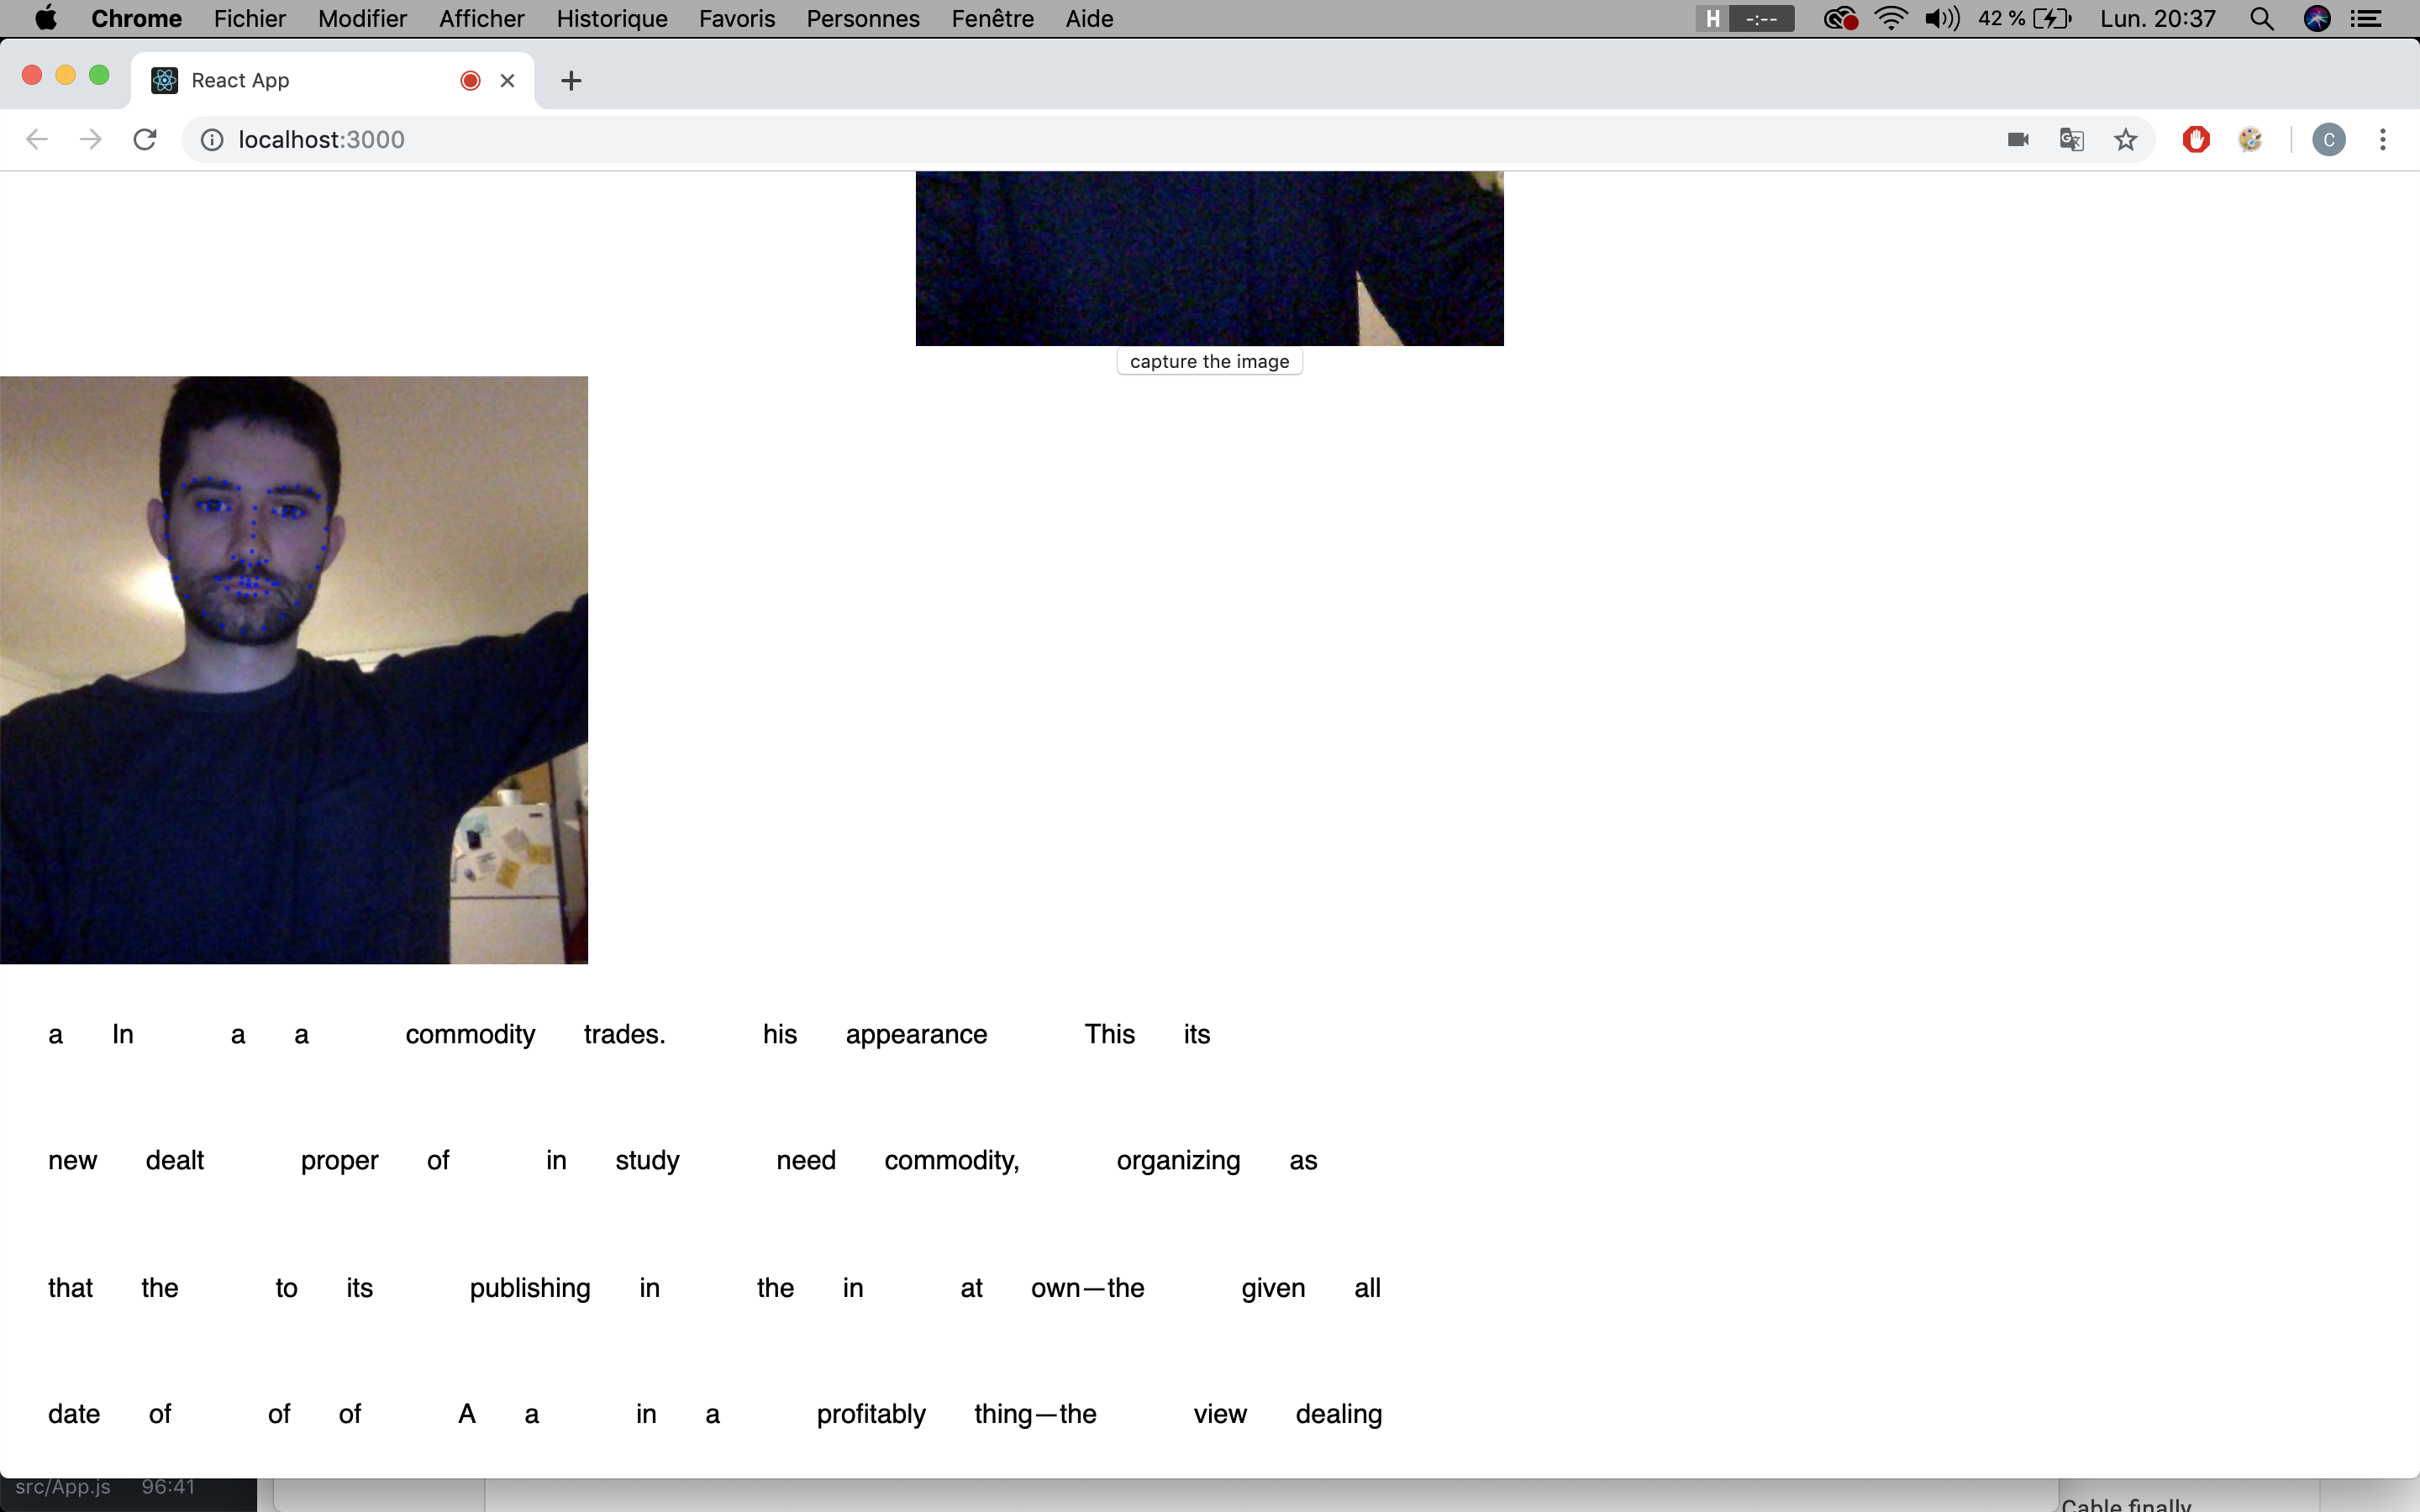 Chrome Fichier Modifier Afficher Historique Favoris Personnes Fenêtre Aide H -:-- 42 % Lun. 20:37
React App
localhost:3000 C
capture the image
a In a a commodity trades. his appearance This its
new dealt proper of in study need commodity, organizing as
that the to its publishing in the in at own—the given all
date of of of A a in a profitably thing—the view dealing
src/App.js 96:41
Cable finally